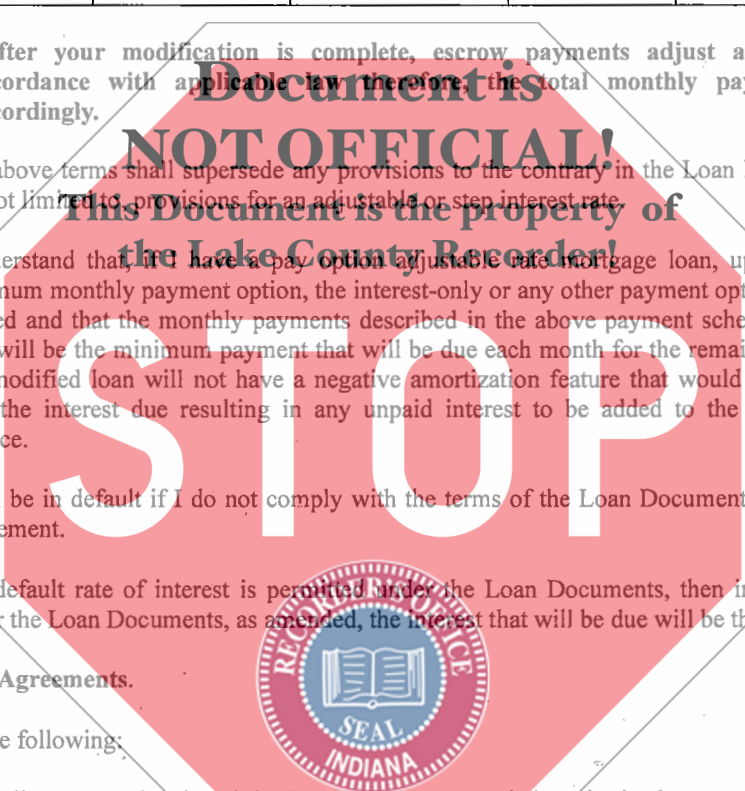 fter your modification is complete, escrow payments adjust a
cordance with applicable law therefore, the total monthly pay
cordingly.
Document is
NOT OFFICIAL!
This Document is the property of
the Lake County Recorder!
above terms shall supersede any provisions to the contrary in the Loan
ot limited to, provisions for an adjustable or step interest rate.
erstand that, if I have a pay option adjustable rate mortgage loan, up
num monthly payment option, the interest-only or any other payment opt
ed and that the monthly payments described in the above payment sche
will be the minimum payment that will be due each month for the remai
modified loan will not have a negative amortization feature that would
the interest due resulting in any unpaid interest to be added to the
ce.
STOP
be in default if I do not comply with the terms of the Loan Document
ement.
default rate of interest is permitted under the Loan Documents, then i
r the Loan Documents, as amended, the interest that will be due will be th
RECORDER'S OFFICE
SEAL
INDIANA
Agreements.
e following: